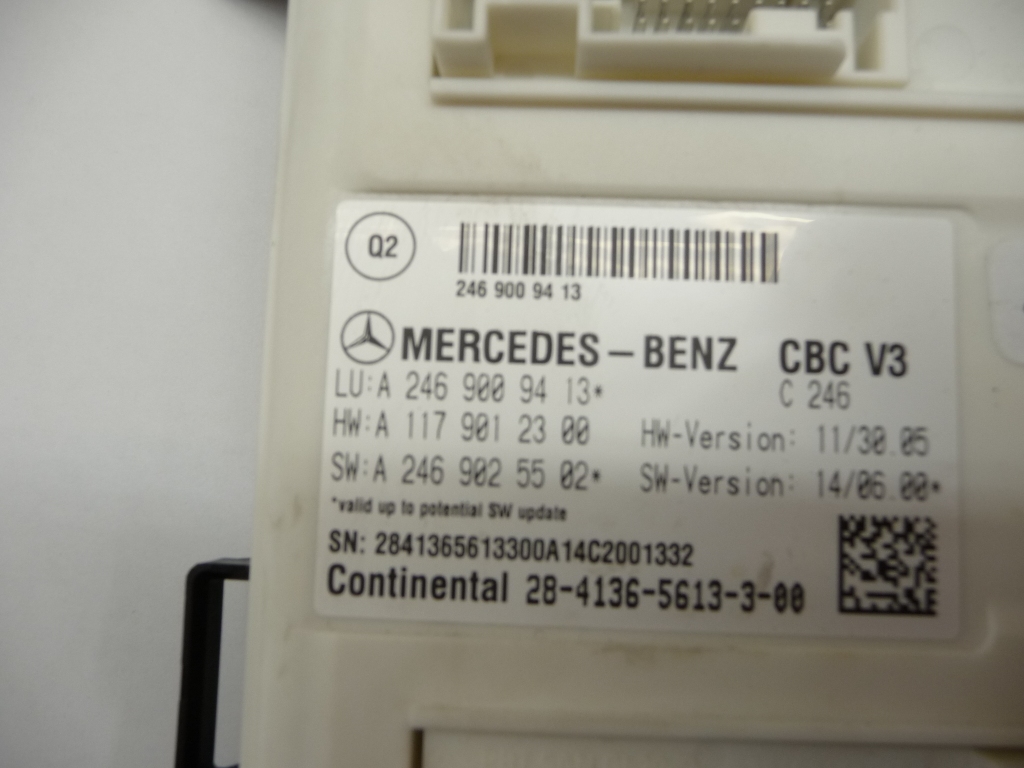 Q2
246 900 94 13
MERCEDES-BENZ CBC V3
LU:A 246 900 94 13* C 246
HW:A 117 901 23 00 HW-Version: 11/30.05
SW:A 246 902 55 02* SW-Version: 14/06.00*
*valid up to potential SW update
SN: 2841365613300A14C2001332
Continental 28-4136-5613-3-00